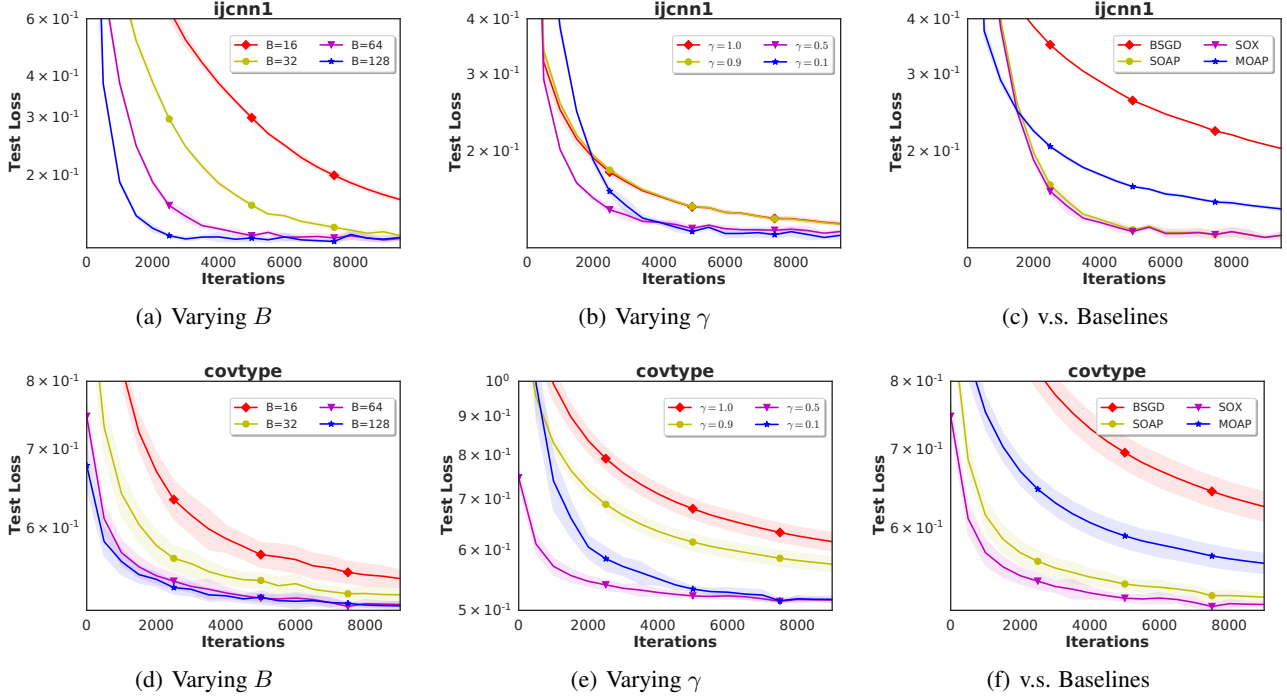 ijcnn1
6 × 10⁻¹
4 × 10⁻¹
3 × 10⁻¹
2 × 10⁻¹
Test Loss
B=16
B=32
B=64
B=128
0 2000 4000 6000 8000
Iterations
(a) Varying B
ijcnn1
4 × 10⁻¹
3 × 10⁻¹
2 × 10⁻¹
Test Loss
γ = 1.0
γ = 0.9
γ = 0.5
γ = 0.1
0 2000 4000 6000 8000
Iterations
(b) Varying γ
ijcnn1
4 × 10⁻¹
3 × 10⁻¹
2 × 10⁻¹
Test Loss
BSGD
SOAP
SOX
MOAP
0 2000 4000 6000 8000
Iterations
(c) v.s. Baselines
covtype
8 × 10⁻¹
7 × 10⁻¹
6 × 10⁻¹
Test Loss
B=16
B=32
B=64
B=128
0 2000 4000 6000 8000
Iterations
(d) Varying B
covtype
10⁰
9 × 10⁻¹
8 × 10⁻¹
7 × 10⁻¹
6 × 10⁻¹
5 × 10⁻¹
Test Loss
γ = 1.0
γ = 0.9
γ = 0.5
γ = 0.1
0 2000 4000 6000 8000
Iterations
(e) Varying γ
covtype
8 × 10⁻¹
7 × 10⁻¹
6 × 10⁻¹
Test Loss
BSGD
SOAP
SOX
MOAP
0 2000 4000 6000 8000
Iterations
(f) v.s. Baselines